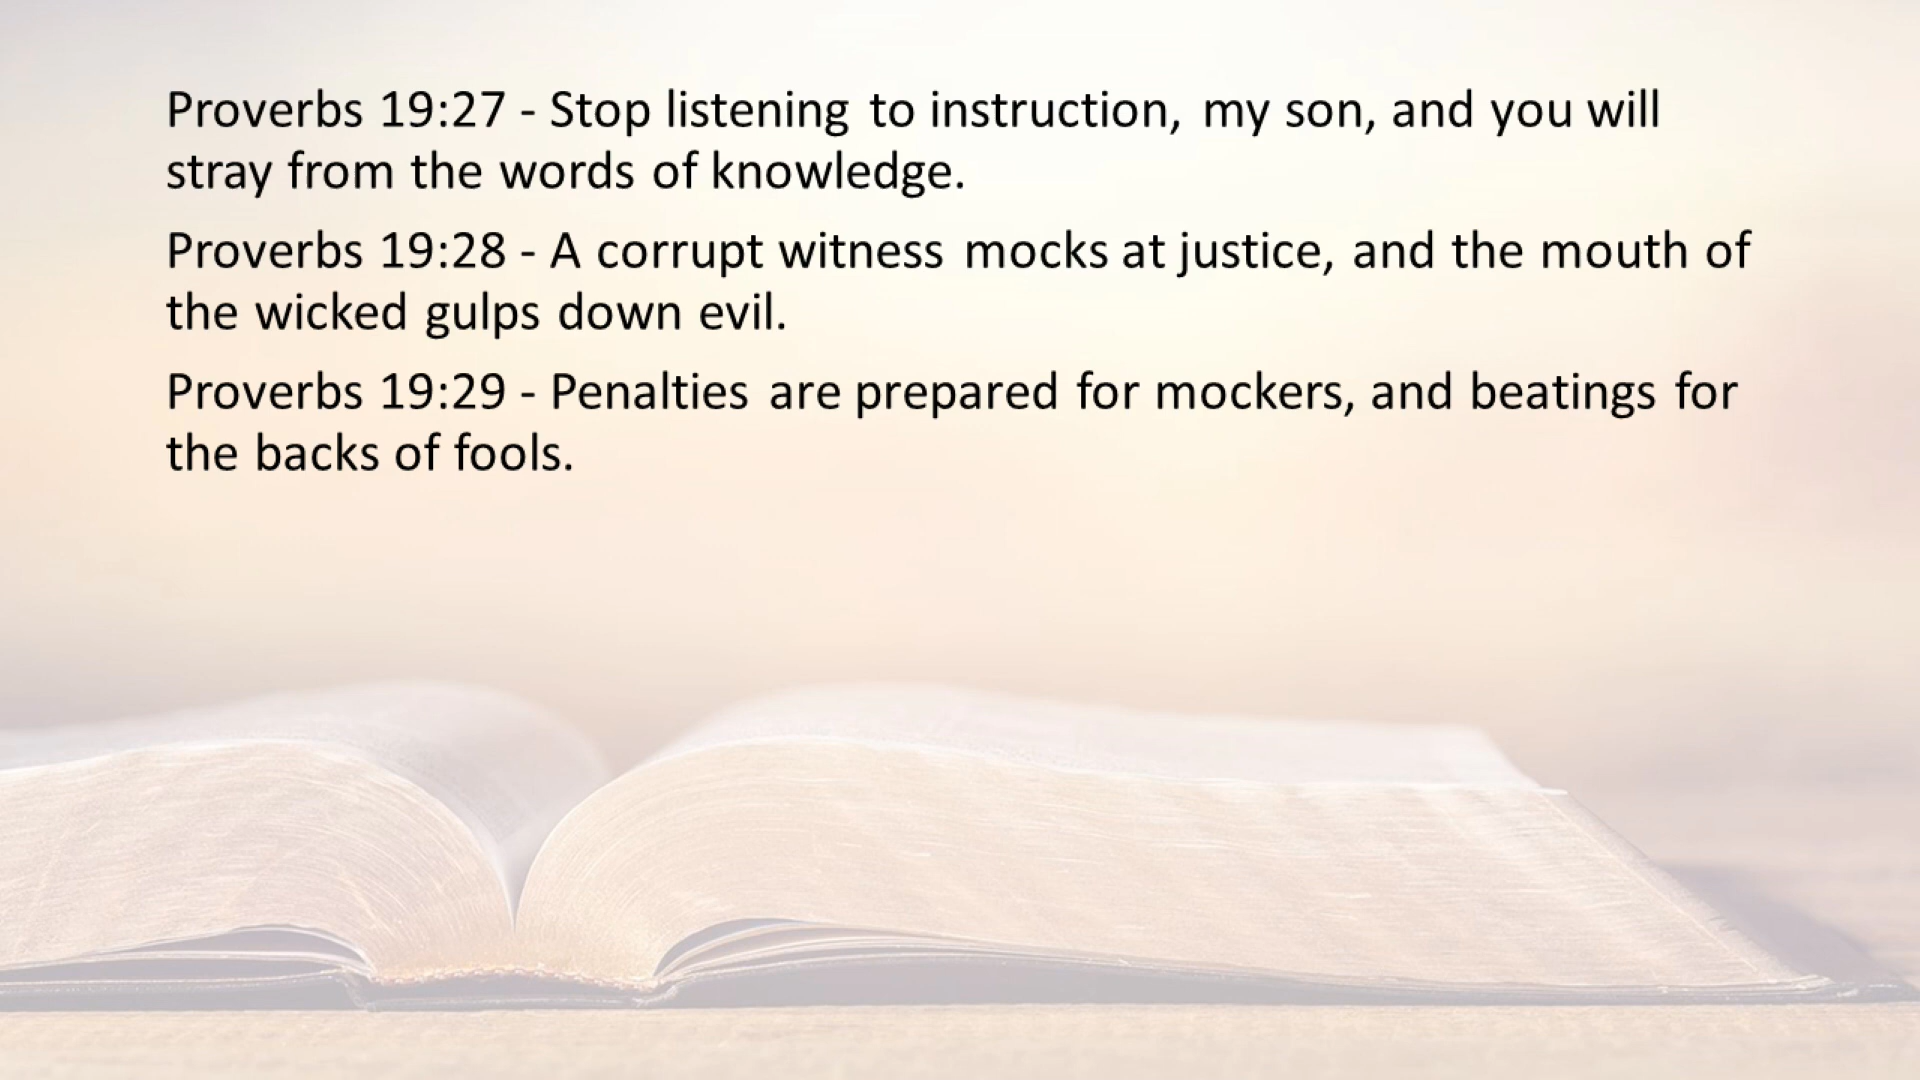 Proverbs 19:27 - Stop listening to instruction, my son, and you will
stray from the words of knowledge.
Proverbs 19:28 - A corrupt witness mocks at justice, and the mouth of
the wicked gulps down evil.
Proverbs 19:29 - Penalties are prepared for mockers, and beatings for
the backs of fools.